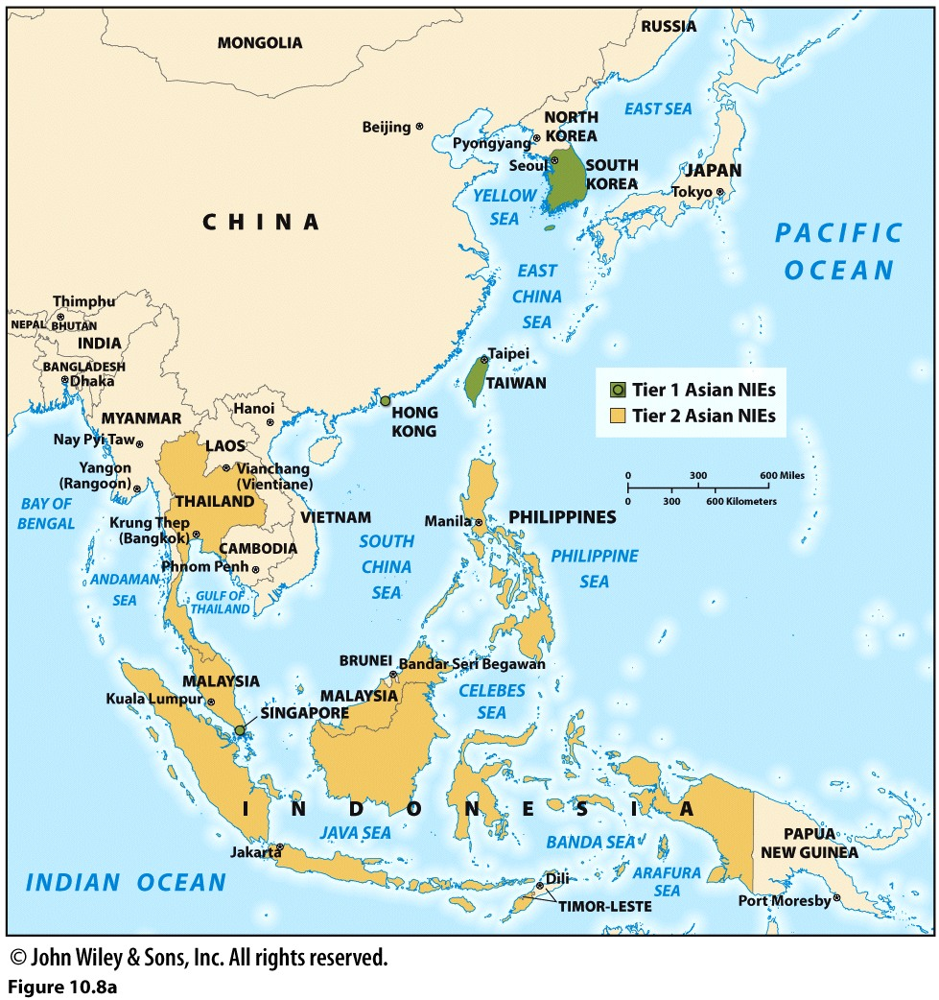 MONGOLIA
RUSSIA
EAST SEA
Beijing
NORTH
KOREA
Pyongyang
Seoul
SOUTH
KOREA
JAPAN
Tokyo
YELLOW
SEA
CHINA
PACIFIC
OCEAN
EAST
CHINA
SEA
Thimphu
NEPAL
BHUTAN
INDIA
BANGLADESH
Dhaka
Taipei
TAIWAN
Tier 1 Asian NIEs
Tier 2 Asian NIEs
HONG
KONG
MYANMAR
Hanoi
Nay Pyi Taw
LAOS
Yangon
(Rangoon)
Viangchang
(Vientiane)
0 300 600 Miles
0 300 600 Kilometers
BAY OF
BENGAL
THAILAND
VIETNAM
Krung Thep
(Bangkok)
CAMBODIA
Phnom Penh
Manila
PHILIPPINES
SOUTH
CHINA
SEA
PHILIPPINE
SEA
ANDAMAN
SEA
GULF OF
THAILAND
BRUNEI
Bandar Seri Begawan
MALAYSIA
Kuala Lumpur
MALAYSIA
SINGAPORE
CELEBES
SEA
INDONESIA
JAVA SEA
BANDA SEA
PAPUA
NEW GUINEA
Jakarta
INDIAN OCEAN
ARAFURA
SEA
Dili
TIMOR-LESTE
Port Moresby
© John Wiley & Sons, Inc. All rights reserved.
Figure 10.8a